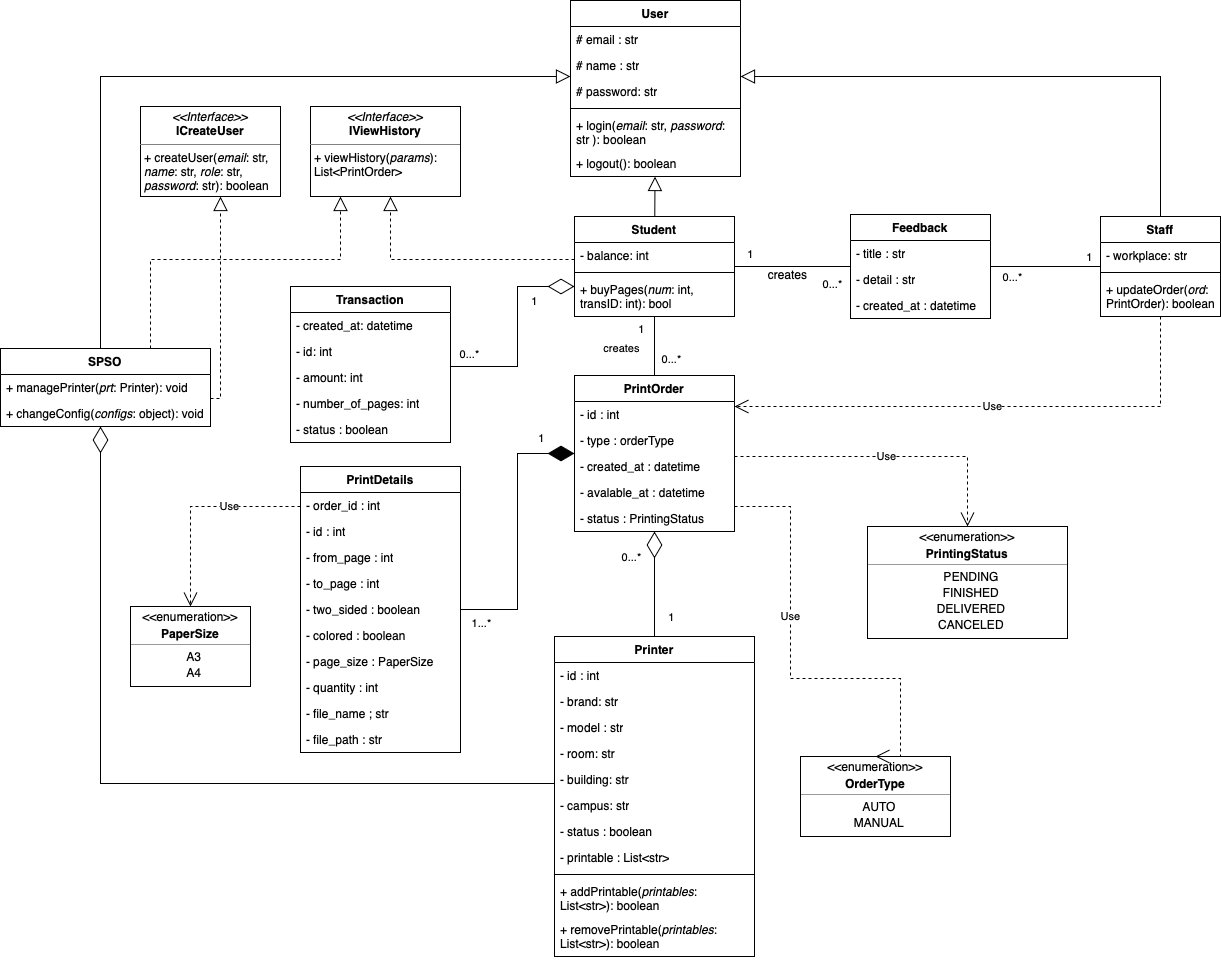 User
# email : str
# name : str
# password: str
+ login(email: str, password:
str ): boolean
+ logout(): boolean
<<Interface>>
ICreateUser
+ createUser(email: str,
name: str, role: str,
password: str): boolean
<<Interface>>
IViewHistory
+ viewHistory(params):
List<PrintOrder>
Student
- balance: int
+ buyPages(num: int,
transID: int): bool
1
creates
0...*
Feedback
- title : str
- detail : str
- created_at : datetime
0...*
1
Staff
- workplace: str
+ updateOrder(ord:
PrintOrder): boolean
Transaction
- created_at: datetime
- id: int
- amount: int
- number_of_pages: int
- status : boolean
1
0...*
1
creates
0...*
SPSO
+ managePrinter(prt: Printer): void
+ changeConfig(configs: object): void
PrintOrder
- id : int
- type : orderType
- created_at : datetime
- avalable_at : datetime
- status : PrintingStatus
Use
Use
1
PrintDetails
- order_id : int
- id : int
- from_page : int
- to_page : int
- two_sided : boolean
- colored : boolean
- page_size : PaperSize
- quantity : int
- file_name ; str
- file_path : str
1...*
Use
<<enumeration>>
PaperSize
A3
A4
<<enumeration>>
PrintingStatus
PENDING
FINISHED
DELIVERED
CANCELED
0...*
1
Use
Printer
- id : int
- brand: str
- model : str
- room: str
- building: str
- campus: str
- status : boolean
- printable : List<str>
+ addPrintable(printables:
List<str>): boolean
+ removePrintable(printables:
List<str>): boolean
<<enumeration>>
OrderType
AUTO
MANUAL